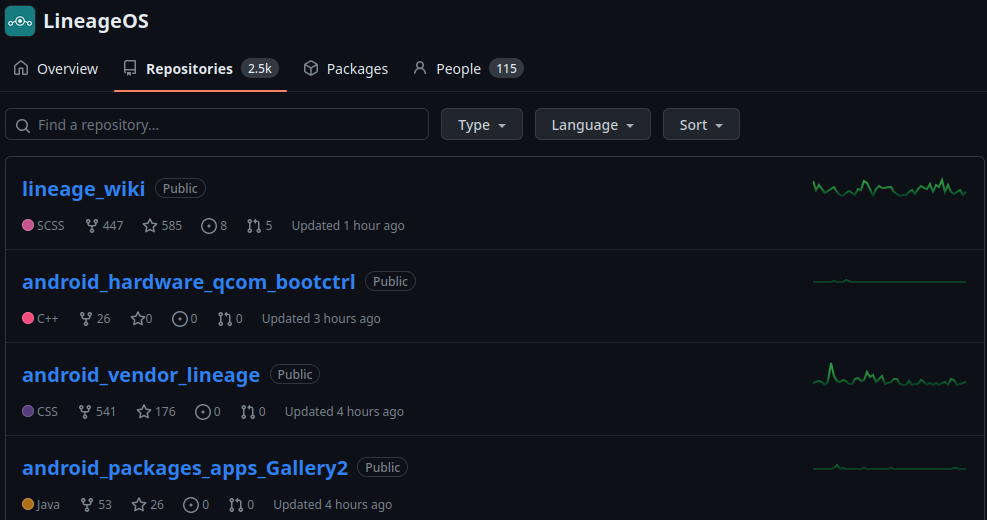 LineageOS
Overview Repositories 2.5k Packages People 115
Find a repository... Type Language Sort
lineage_wiki Public
SCSS 447 585 8 5 Updated 1 hour ago
android_hardware_qcom_bootctrl Public
C++ 26 0 0 0 Updated 3 hours ago
android_vendor_lineage Public
CSS 541 176 0 0 Updated 4 hours ago
android_packages_apps_Gallery2 Public
Java 53 26 0 0 Updated 4 hours ago